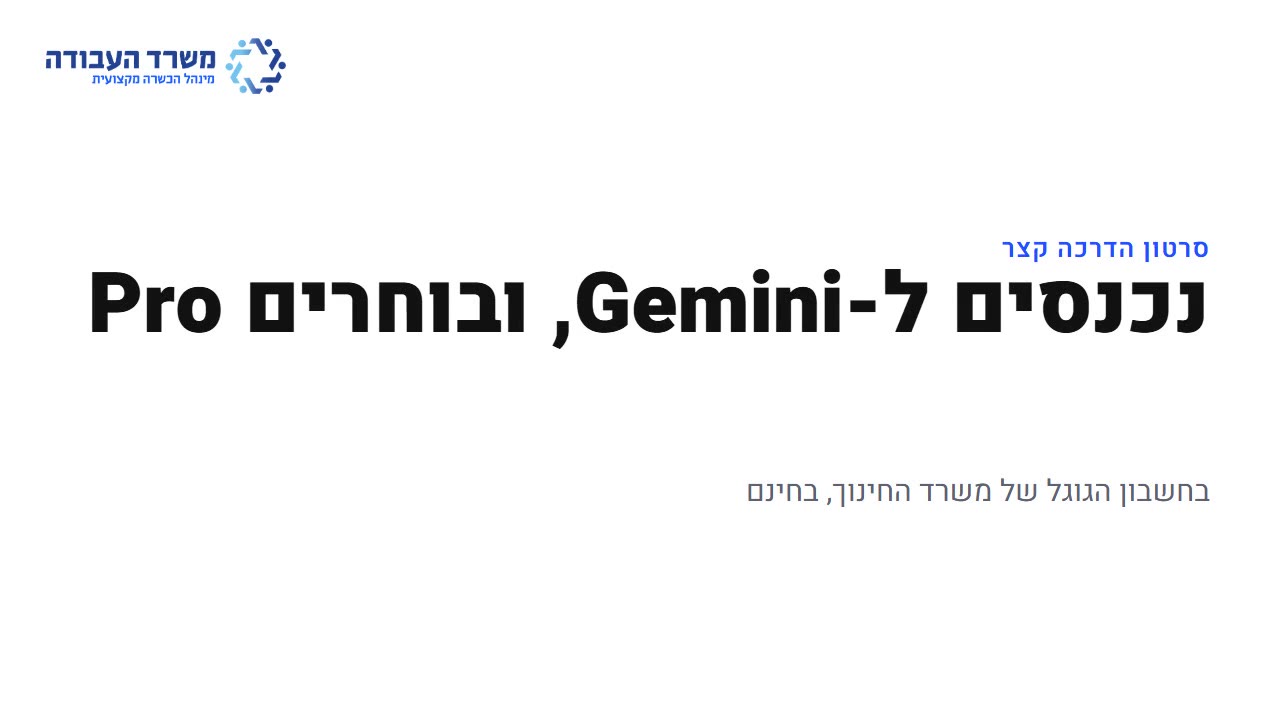 משרד העבודה
מינהל הכשרה מקצועית
סרטון הדרכה קצר
נכנסים ל-Gemini, ובוחרים Pro
בחשבון הגוגל של משרד החינוך, בחינם